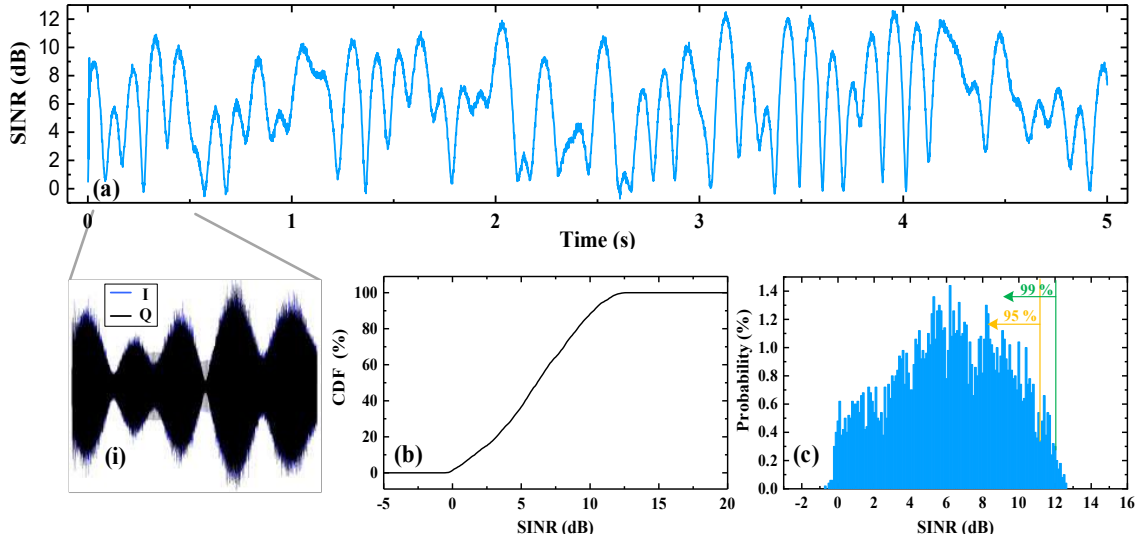 SINR (dB)
12
10
8
6
4
2
0
(a)
0 1 2 3 4 5
Time (s)
I
Q
(i)
CDF (%)
100
80
60
40
20
0
(b)
-5 0 5 10 15 20
SINR (dB)
Probability (%)
1.4
1.2
1.0
0.8
0.6
0.4
0.2
0.0
99 %
95 %
(c)
-2 0 2 4 6 8 10 12 14 16
SINR (dB)